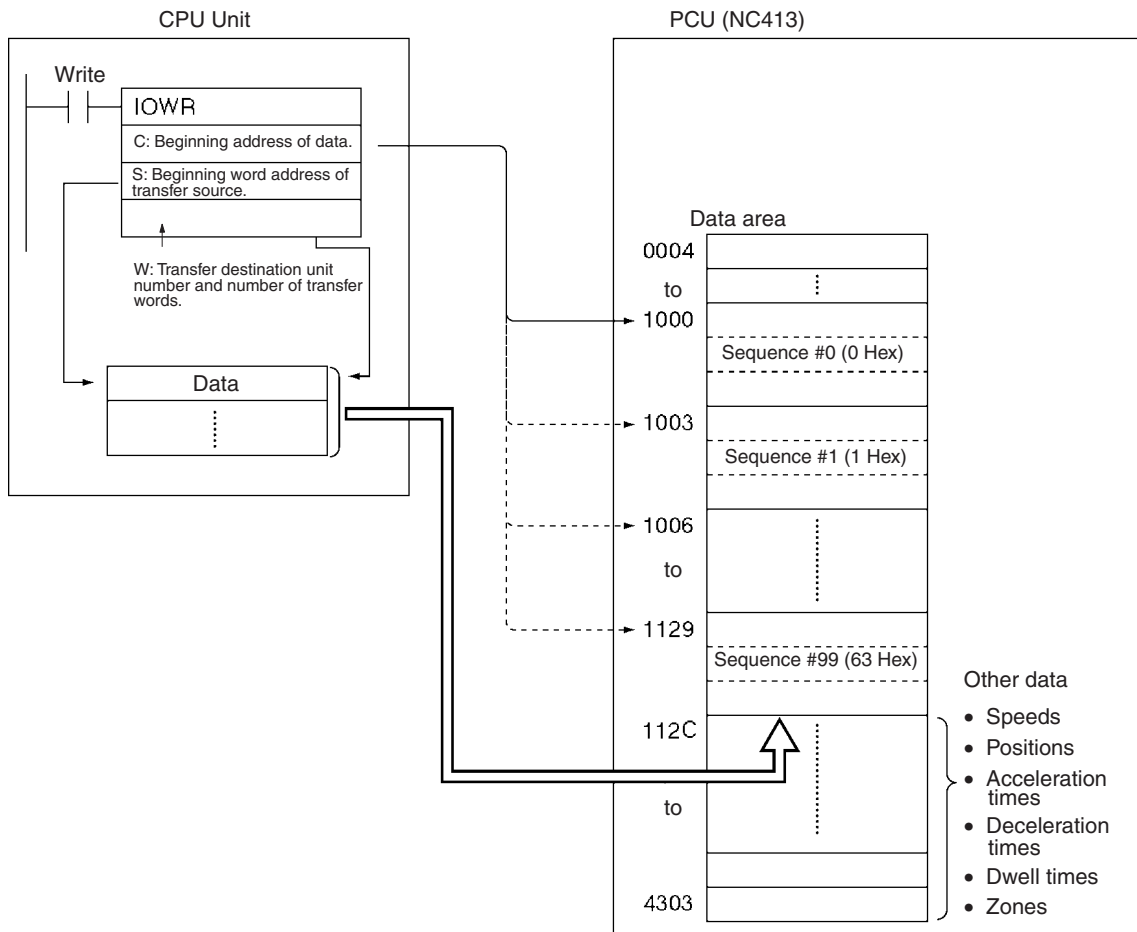 CPU Unit
PCU (NC413)
Write
IOWR
C: Beginning address of data.
S: Beginning word address of
transfer source.
W: Transfer destination unit
number and number of transfer
words.
Data
Data area
0004
to
1000
Sequence #0 (0 Hex)
1003
Sequence #1 (1 Hex)
1006
to
1129
Sequence #99 (63 Hex)
112C
to
4303
Other data
• Speeds
• Positions
• Acceleration
times
• Deceleration
times
• Dwell times
• Zones